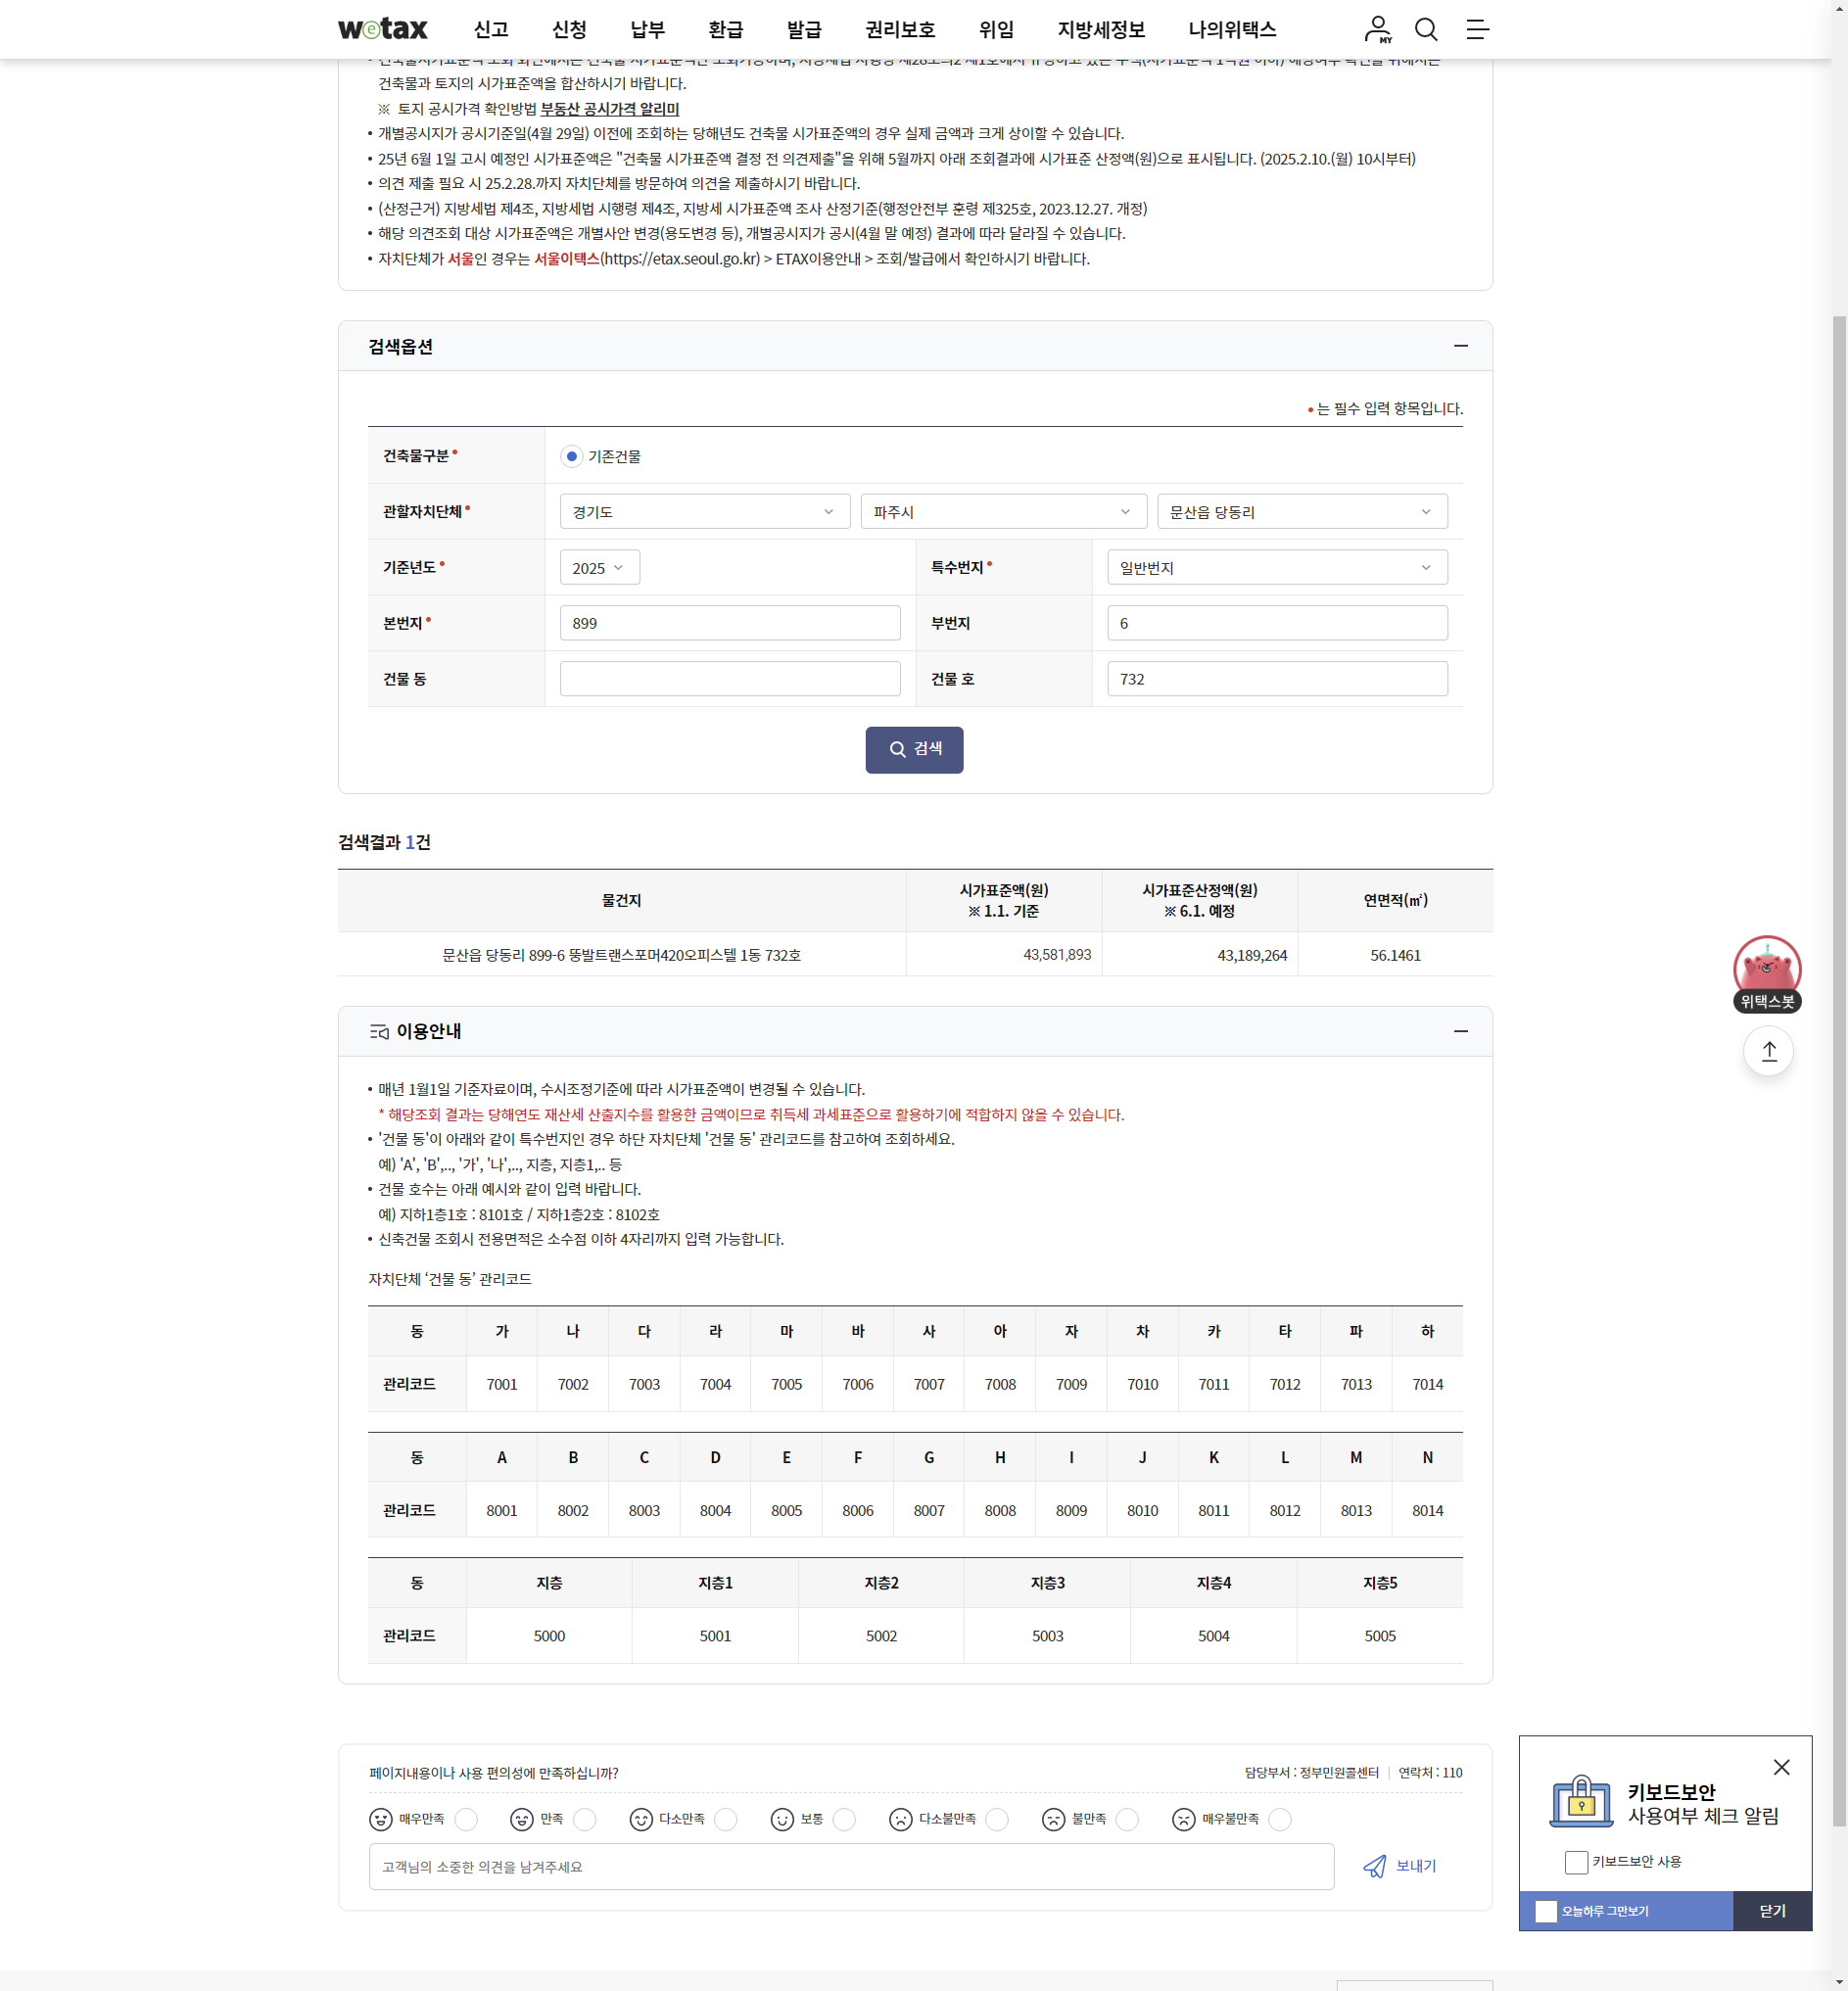 wetax 신고 신청 납부 환급 발급 권리보호 위임 지방세정보 나의위택스 MY
건축물과 토지의 시가표준액을 합산하시기 바랍니다.
※ 토지 공시가격 확인방법 부동산 공시가격 알리미
• 개별공시지가 공시기준일(4월 29일) 이전에 조회하는 당해년도 건축물 시가표준액의 경우 실제 금액과 크게 상이할 수 있습니다.
• 25년 6월 1일 고시 예정인 시가표준액은 "건축물 시가표준액 결정 전 의견제출"을 위해 5월까지 아래 조회결과에 시가표준 산정액(원)으로 표시됩니다. (2025.2.10.(월) 10시부터)
• 의견 제출 필요 시 25.2.28.까지 자치단체를 방문하여 의견을 제출하시기 바랍니다.
• (산정근거) 지방세법 제4조, 지방세법 시행령 제4조, 지방세 시가표준액 조사 산정기준(행정안전부 훈령 제325호, 2023.12.27. 개정)
• 해당 의견조회 대상 시가표준액은 개별사안 변경(용도변경 등), 개별공시지가 공시(4월 말 예정) 결과에 따라 달라질 수 있습니다.
• 자치단체가 서울인 경우는 서울이택스(https://etax.seoul.go.kr) > ETAX이용안내 > 조회/발급에서 확인하시기 바랍니다.
검색옵션
• 는 필수 입력 항목입니다.
건축물구분• 기존건물
관할자치단체• 경기도 파주시 문산읍 당동리
기준년도• 2025 특수번지• 일반번지
본번지• 899 부번지 6
건물 동 건물 호 732
검색
검색결과 1건
물건지 시가표준액(원) ※ 1.1. 기준 시가표준산정액(원) ※ 6.1. 예정 연면적(㎡)
문산읍 당동리 899-6 뚱발트랜스포머420오피스텔 1동 732호 43,581,893 43,189,264 56.1461
위택스봇
이용안내
• 매년 1월1일 기준자료이며, 수시조정기준에 따라 시가표준액이 변경될 수 있습니다.
* 해당조회 결과는 당해연도 재산세 산출지수를 활용한 금액이므로 취득세 과세표준으로 활용하기에 적합하지 않을 수 있습니다.
• '건물 동'이 아래와 같이 특수번지인 경우 하단 자치단체 '건물 동' 관리코드를 참고하여 조회하세요.
예) 'A', 'B',.., '가', '나',.., 지층, 지층1,.. 등
• 건물 호수는 아래 예시와 같이 입력 바랍니다.
예) 지하1층1호 : 8101호 / 지하1층2호 : 8102호
• 신축건물 조회시 전용면적은 소수점 이하 4자리까지 입력 가능합니다.
자치단체 ‘건물 동’ 관리코드
동 가 나 다 라 마 바 사 아 자 차 카 타 파 하
관리코드 7001 7002 7003 7004 7005 7006 7007 7008 7009 7010 7011 7012 7013 7014
동 A B C D E F G H I J K L M N
관리코드 8001 8002 8003 8004 8005 8006 8007 8008 8009 8010 8011 8012 8013 8014
동 지층 지층1 지층2 지층3 지층4 지층5
관리코드 5000 5001 5002 5003 5004 5005
페이지내용이나 사용 편의성에 만족하십니까? 담당부서 : 정부민원콜센터 | 연락처 : 110
매우만족 만족 다소만족 보통 다소불만족 불만족 매우불만족
고객님의 소중한 의견을 남겨주세요 보내기
키보드보안
사용여부 체크 알림
키보드보안 사용
오늘하루 그만보기 닫기